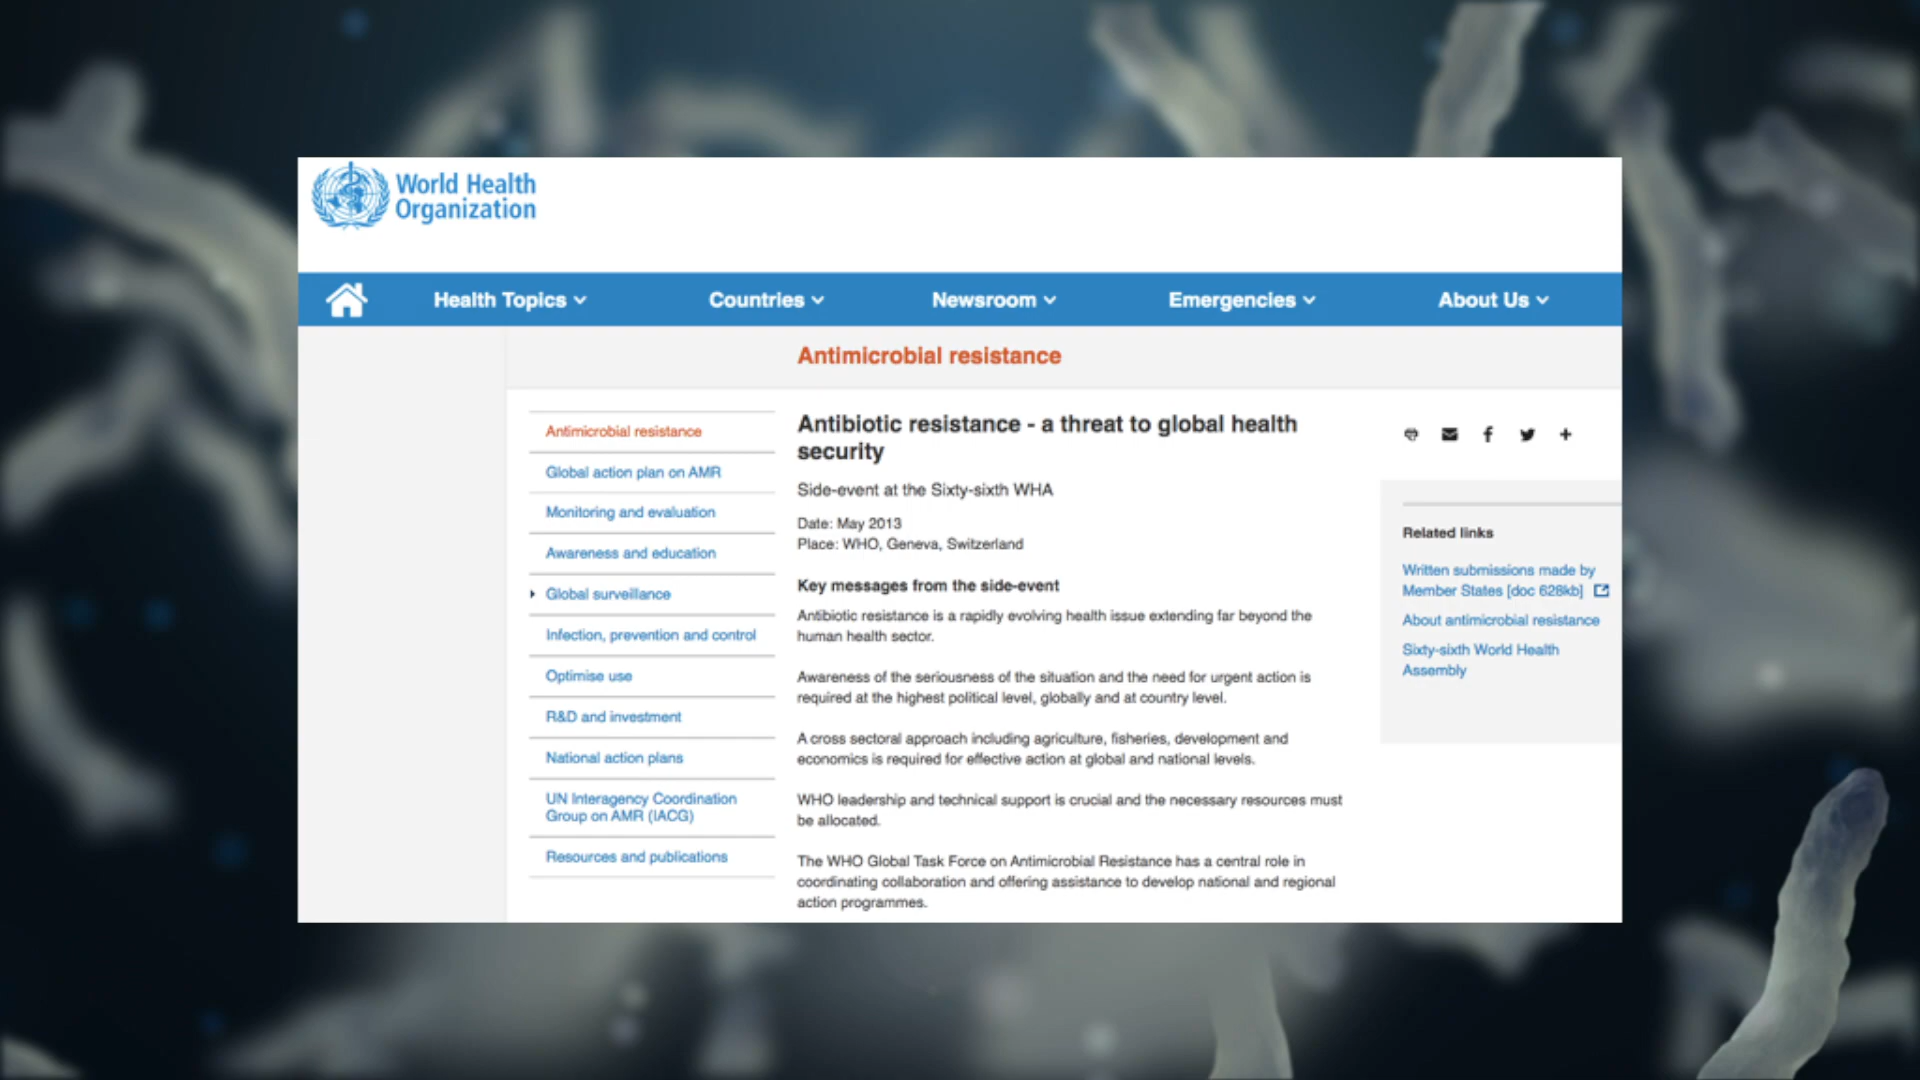 World Health
Organization
Health Topics
Countries
Newsroom
Emergencies
About Us
Antimicrobial resistance
Antimicrobial resistance
Global action plan on AMR
Monitoring and evaluation
Awareness and education
Global surveillance
Infection, prevention and control
Optimise use
R&D and investment
National action plans
UN Interagency Coordination
Group on AMR (IACG)
Resources and publications
Antibiotic resistance - a threat to global health
security
Side-event at the Sixty-sixth WHA
Date: May 2013
Place: WHO, Geneva, Switzerland
Key messages from the side-event
Antibiotic resistance is a rapidly evolving health issue extending far beyond the
human health sector.
Awareness of the seriousness of the situation and the need for urgent action is
required at the highest political level, globally and at country level.
A cross sectoral approach including agriculture, fisheries, development and
economics is required for effective action at global and national levels.
WHO leadership and technical support is crucial and the necessary resources must
be allocated.
The WHO Global Task Force on Antimicrobial Resistance has a central role in
coordinating collaboration and offering assistance to develop national and regional
action programmes.
Related links
Written submissions made by
Member States [doc 628kb]
About antimicrobial resistance
Sixty-sixth World Health
Assembly